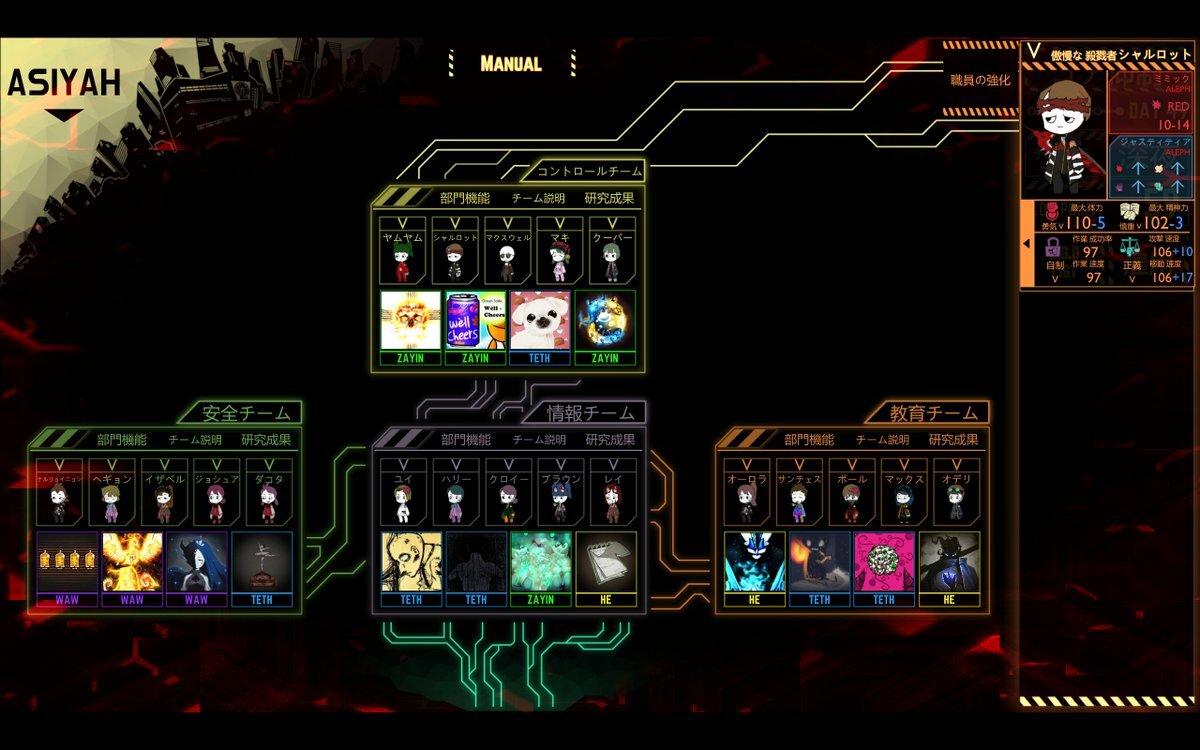 ASIYAH
MANUAL
職員の強化
V 傲慢な 殺戮者シャルロット
ミミック
ALEPH
RED
10-14
ジャスティティア
ALEPH
最大 体力
勇気 V 110-5
最大 精神力
慎重 V 102-3
作業 成功率
97
自制 V
作業 速度
97
攻撃 速度
106+10
正義 V
移動 速度
106+17
コントロールチーム
部門機能 チーム説明 研究成果
V V V V V
ヤムヤム シャルロット マクスウェル マキ クーパー
well cheers
Well-Cheers
ZAYIN ZAYIN TETH ZAYIN
安全チーム
部門機能 チーム説明 研究成果
V V V V V
ヘギョン イザベル ジョシュア ダコタ
WAW WAW WAW TETH
情報チーム
部門機能 チーム説明 研究成果
V V V V V
ユイ ハリー クロイー ブラウン レイ
TETH TETH ZAYIN HE
教育チーム
部門機能 チーム説明 研究成果
V V V V V
オーロラ サンチェス ポール マックス オデリ
HE TETH TETH HE